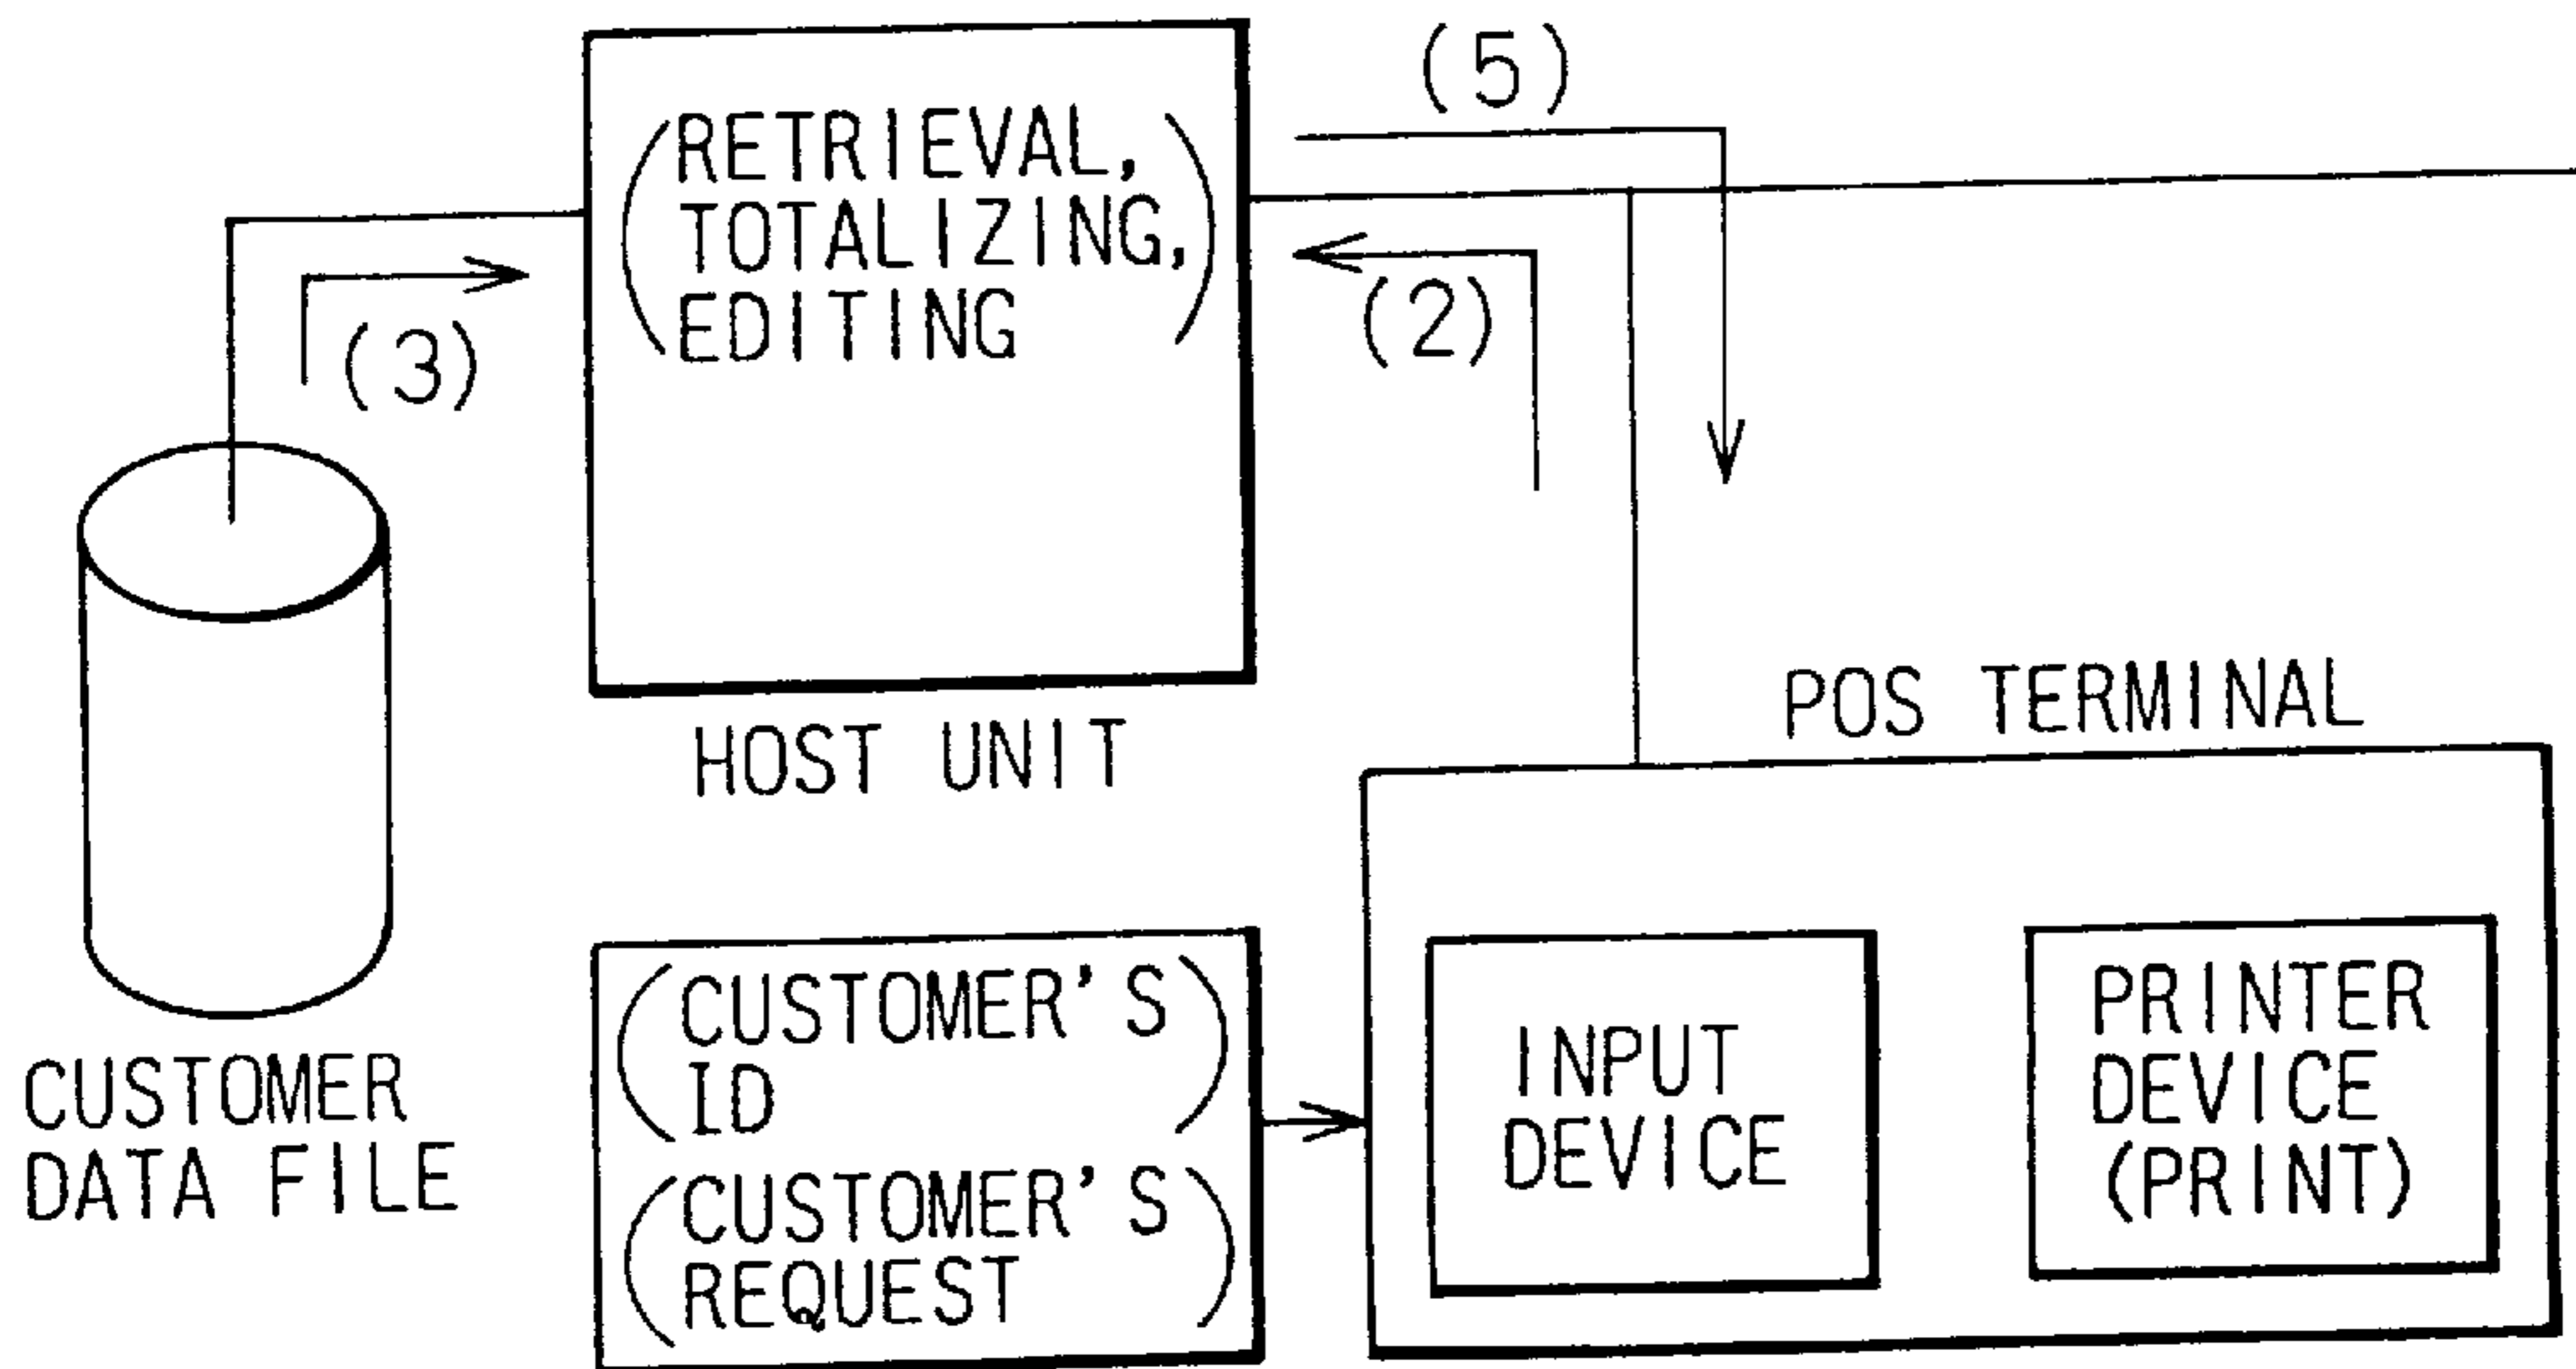 (5)
(RETRIEVAL,
TOTALIZING,
EDITING)
(2)
(3)
HOST UNIT
POS TERMINAL
CUSTOMER
DATA FILE
(CUSTOMER'S
ID)
(CUSTOMER'S
REQUEST)
INPUT
DEVICE
PRINTER
DEVICE
(PRINT)